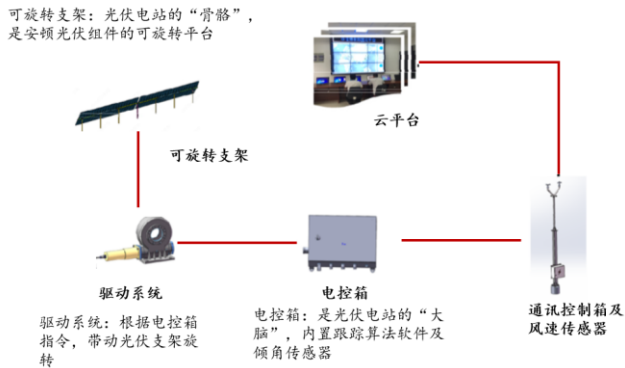 可旋转支架：光伏电站的“骨骼”，
是安顿光伏组件的可旋转平台
云平台
可旋转支架
驱动系统
电控箱
通讯控制箱及
风速传感器
驱动系统：根据电控箱
指令，带动光伏支架旋
转
电控箱：是光伏电站的“大
脑”，内置跟踪算法软件及
倾角传感器